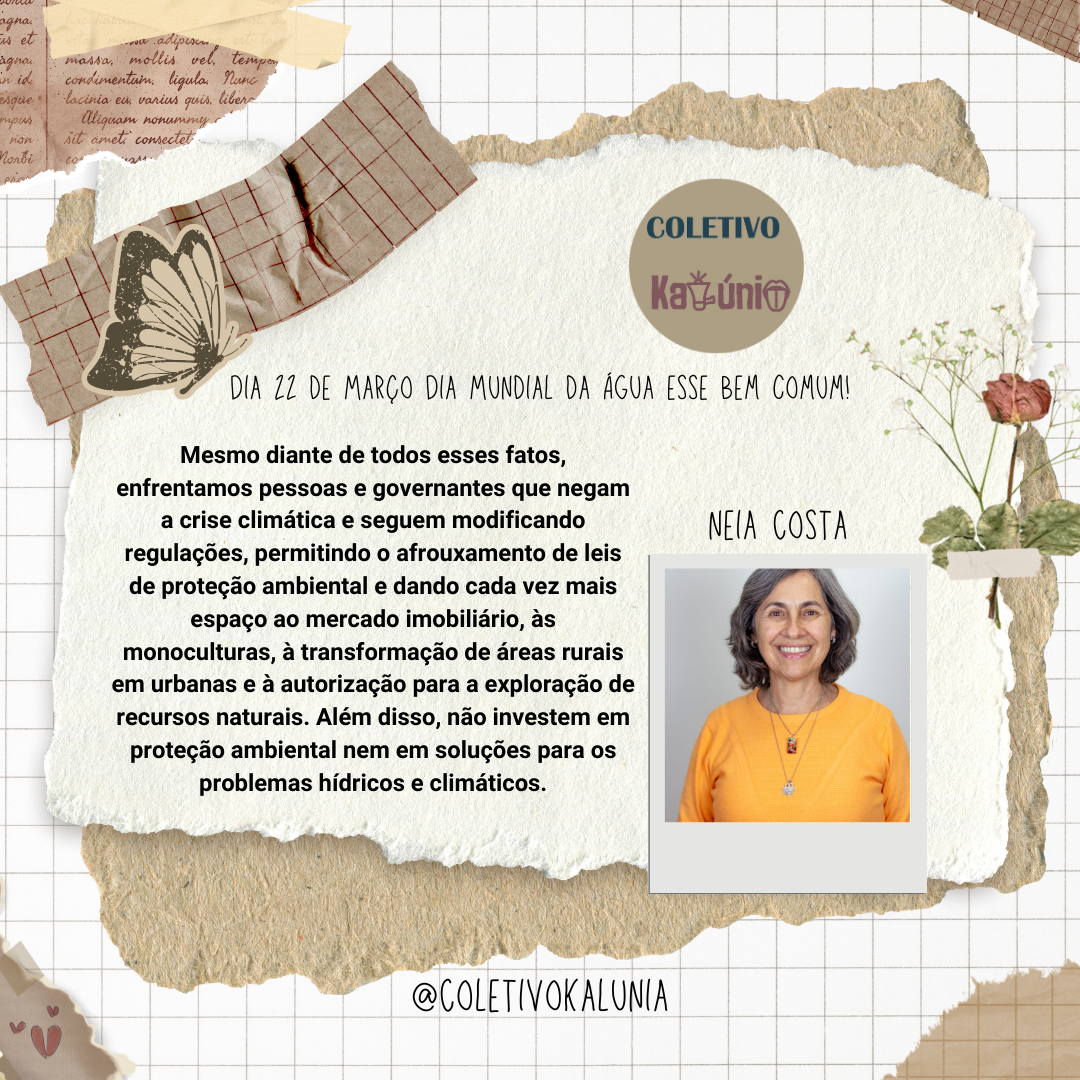 agna.
us et
agna.
n id
esque
mpus
non
Morbi
massa, mollis vel, tempus
condimentum, ligula. Nunc
lacinia eu, varius quis, libero
Aliquam nonummy
sit amet, consectet
COLETIVO
Kalúnia
DIA 22 DE MARÇO DIA MUNDIAL DA ÁGUA ESSE BEM COMUM!
Mesmo diante de todos esses fatos,
enfrentamos pessoas e governantes que negam
a crise climática e seguem modificando
regulações, permitindo o afrouxamento de leis
de proteção ambiental e dando cada vez mais
espaço ao mercado imobiliário, às
monoculturas, à transformação de áreas rurais
em urbanas e à autorização para a exploração de
recursos naturais. Além disso, não investem em
proteção ambiental nem em soluções para os
problemas hídricos e climáticos.
NEIA COSTA
@COLETIVOKALUNIA